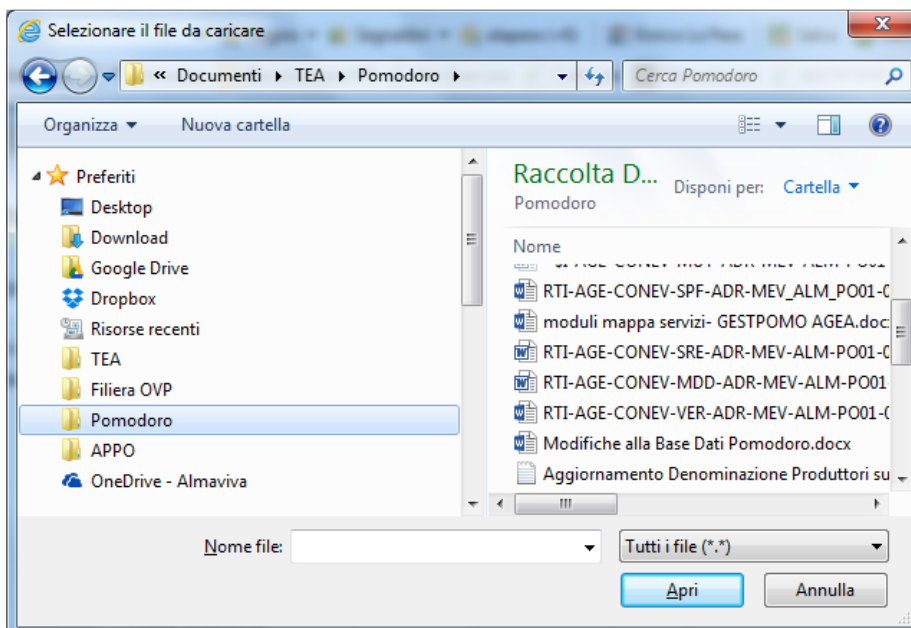 Selezionare il file da caricare
« Documenti TEA Pomodoro
Cerca Pomodoro
Organizza
Nuova cartella
Preferiti
Desktop
Download
Google Drive
Dropbox
Risorse recenti
TEA
Filiera OVP
Pomodoro
APPO
OneDrive - Almaviva
Raccolta D...
Pomodoro
Disponi per: Cartella
Nome
RTI-AGE-CONEV-SPF-ADR-MEV_ALM_PO01-0
moduli mappa servizi- GESTPOMO AGEA.doc
RTI-AGE-CONEV-SRE-ADR-MEV-ALM-PO01-0
RTI-AGE-CONEV-MDD-ADR-MEV-ALM-PO01
RTI-AGE-CONEV-VER-ADR-MEV-ALM-PO01-0
Modifiche alla Base Dati Pomodoro.docx
Aggiornamento Denominazione Produttori su
Nome file:
Tutti i file (*.*)
Apri
Annulla